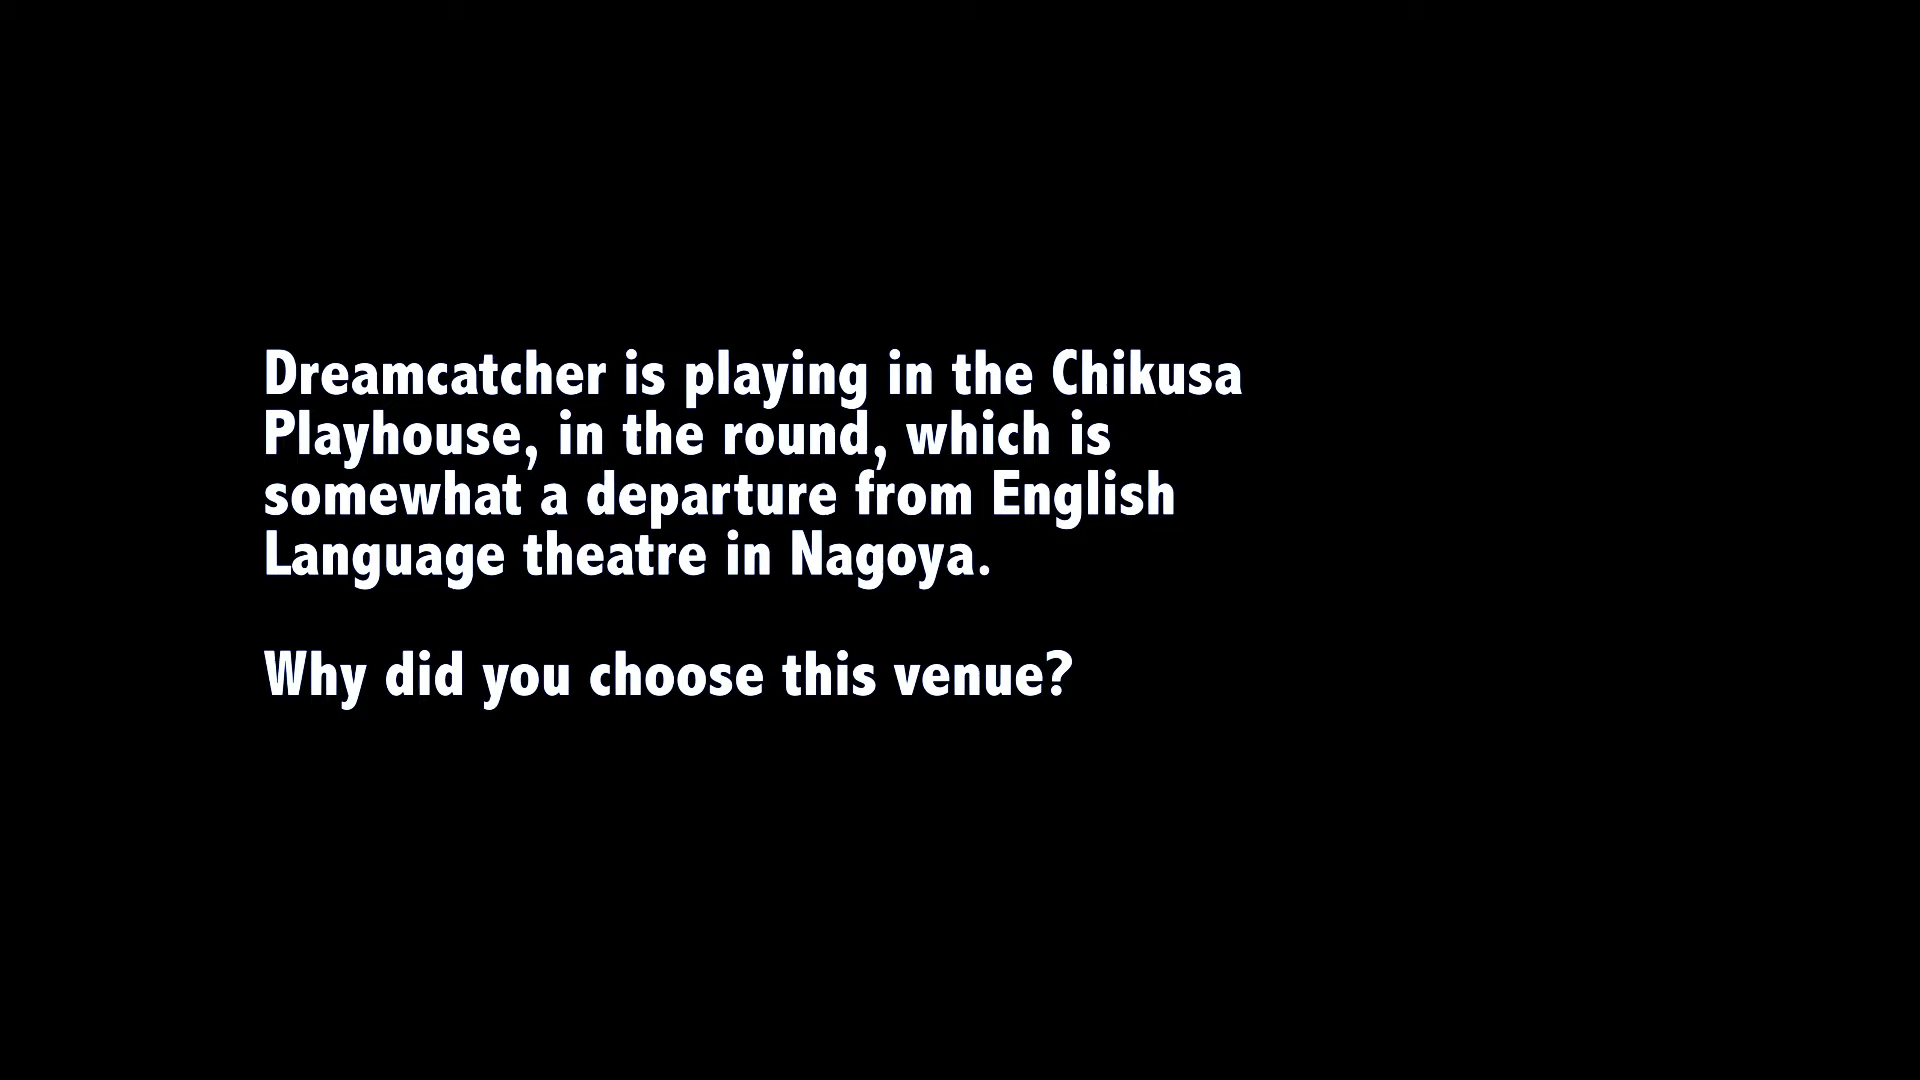 Dreamcatcher is playing in the Chikusa
Playhouse, in the round, which is
somewhat a departure from English
Language theatre in Nagoya.
Why did you choose this venue?